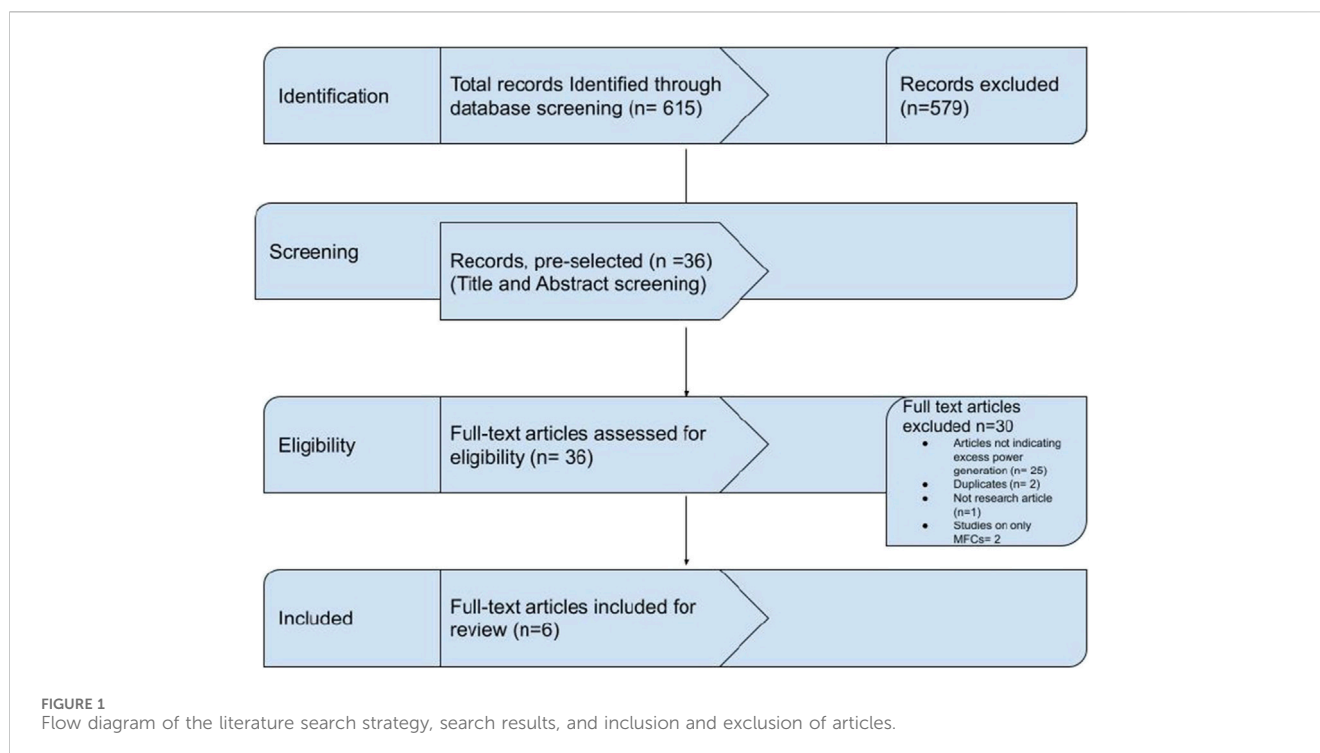 Identification
Total records Identified through
database screening (n= 615)
Records excluded
(n=579)
Screening
Records, pre-selected (n =36)
(Title and Abstract screening)
Eligibility
Full-text articles assessed for
eligibility (n= 36)
Full text articles
excluded n=30
• Articles not indicating
excess power
generation (n= 25)
• Duplicates (n= 2)
• Not research article
(n=1)
• Studies on only
MFCs= 2
Included
Full-text articles included for
review (n=6)
FIGURE 1
Flow diagram of the literature search strategy, search results, and inclusion and exclusion of articles.